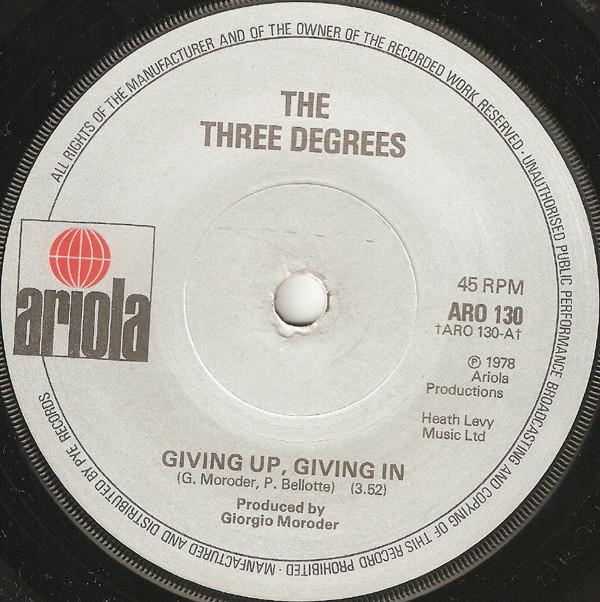 ALL RIGHTS OF THE MANUFACTURER AND OF THE OWNER OF THE RECORDED WORK RESERVED · UNAUTHORISED PUBLIC PERFORMANCE BROADCASTING AND COPYING OF THIS RECORD PROHIBITED · MANUFACTURED AND DISTRIBUTED BY PYE RECORDS
THE
THREE DEGREES
ariola
45 RPM
ARO 130
†ARO 130-A†
℗ 1978
Ariola
Productions
Heath Levy
Music Ltd
GIVING UP, GIVING IN
(G. Moroder, P. Bellotte) (3.52)
Produced by
Giorgio Moroder